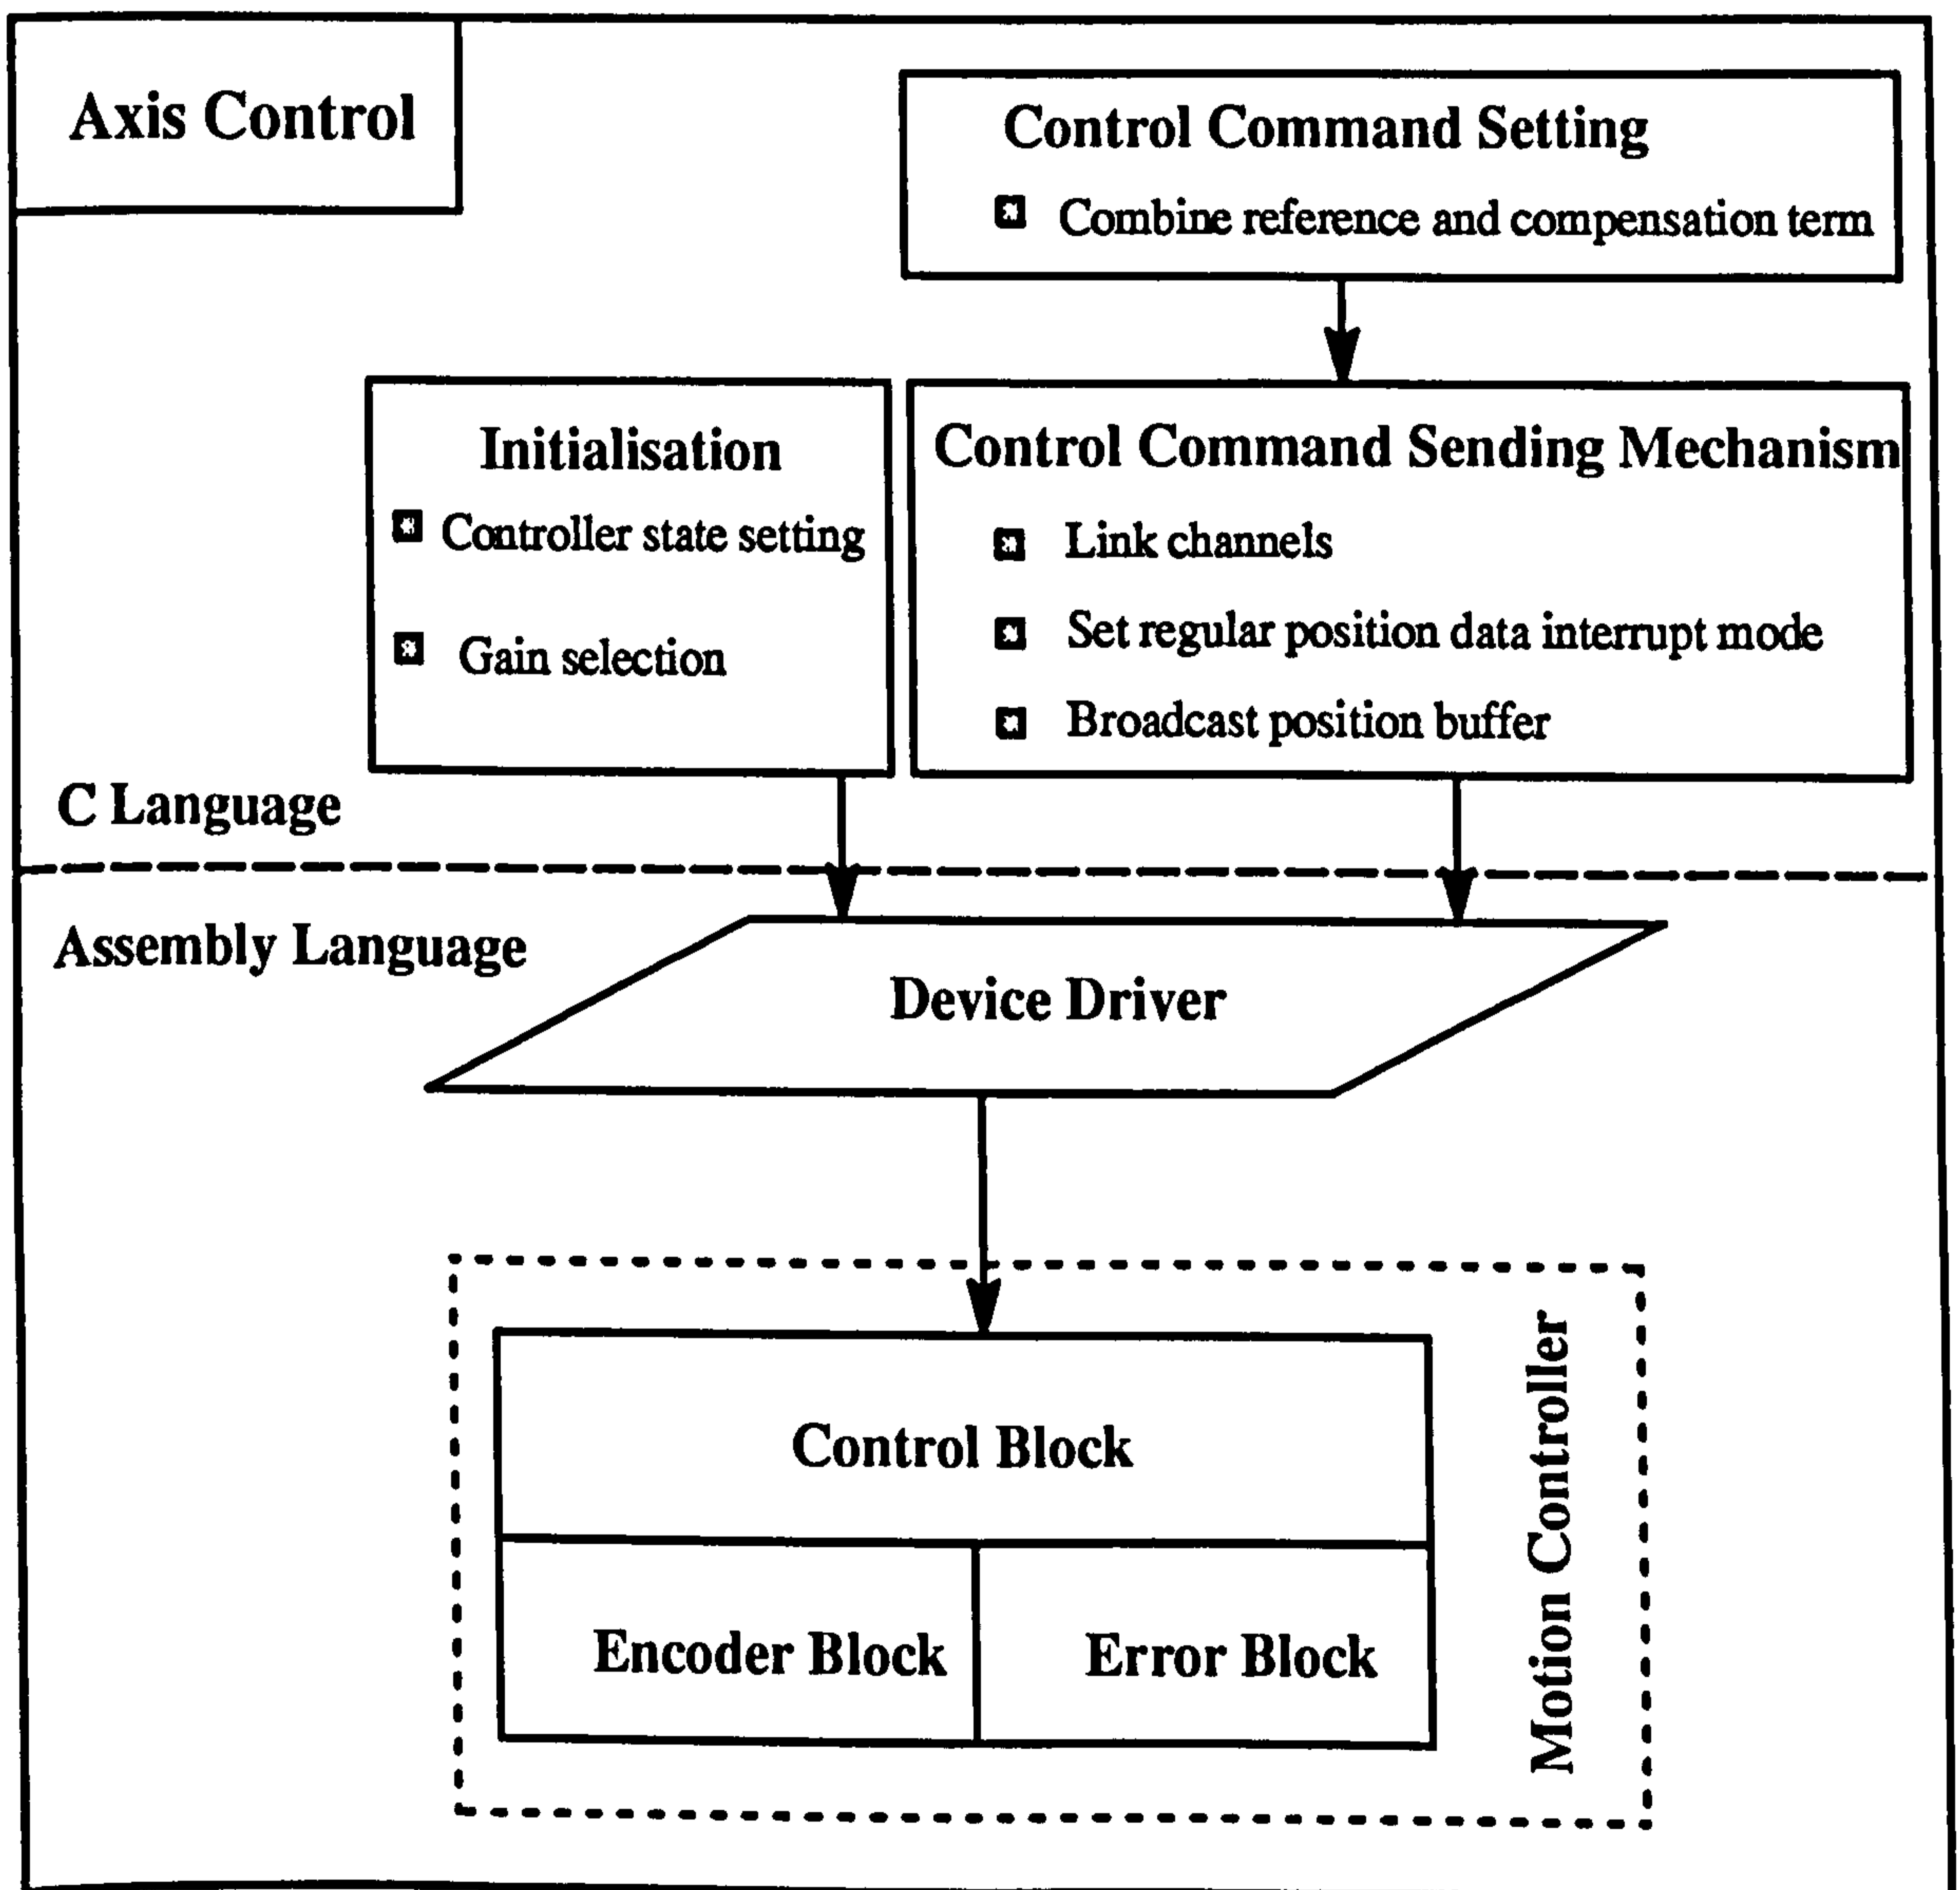 Axis Control
Control Command Setting
Combine reference and compensation term
Initialisation
Controller state setting
Gain selection
Control Command Sending Mechanism
Link channels
Set regular position data interrupt mode
Broadcast position buffer
C Language
Assembly Language
Device Driver
Control Block
Encoder Block
Error Block
Motion Controller